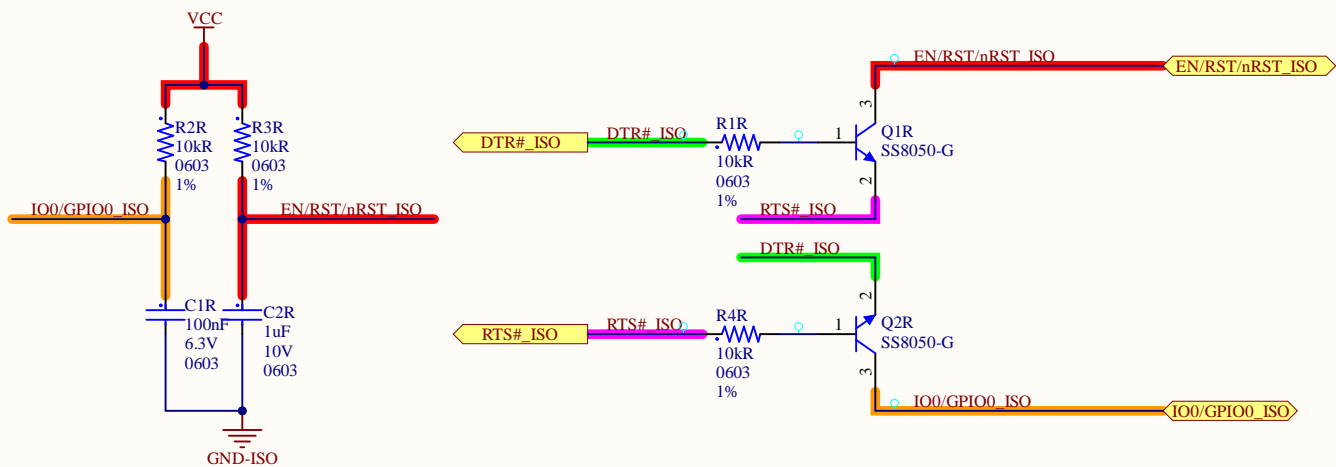 VCC
R2R
10kR
0603
1%
R3R
10kR
0603
1%
IO0/GPIO0_ISO
EN/RST/nRST_ISO
C1R
100nF
6.3V
0603
C2R
1uF
10V
0603
GND-ISO
EN/RST/nRST_ISO
EN/RST/nRST_ISO
DTR#_ISO
DTR#_ISO
R1R
10kR
0603
1%
1
3
Q1R
SS8050-G
2
RTS#_ISO
DTR#_ISO
RTS#_ISO
RTS#_ISO
R4R
10kR
0603
1%
1
2
Q2R
SS8050-G
3
IO0/GPIO0_ISO
IO0/GPIO0_ISO